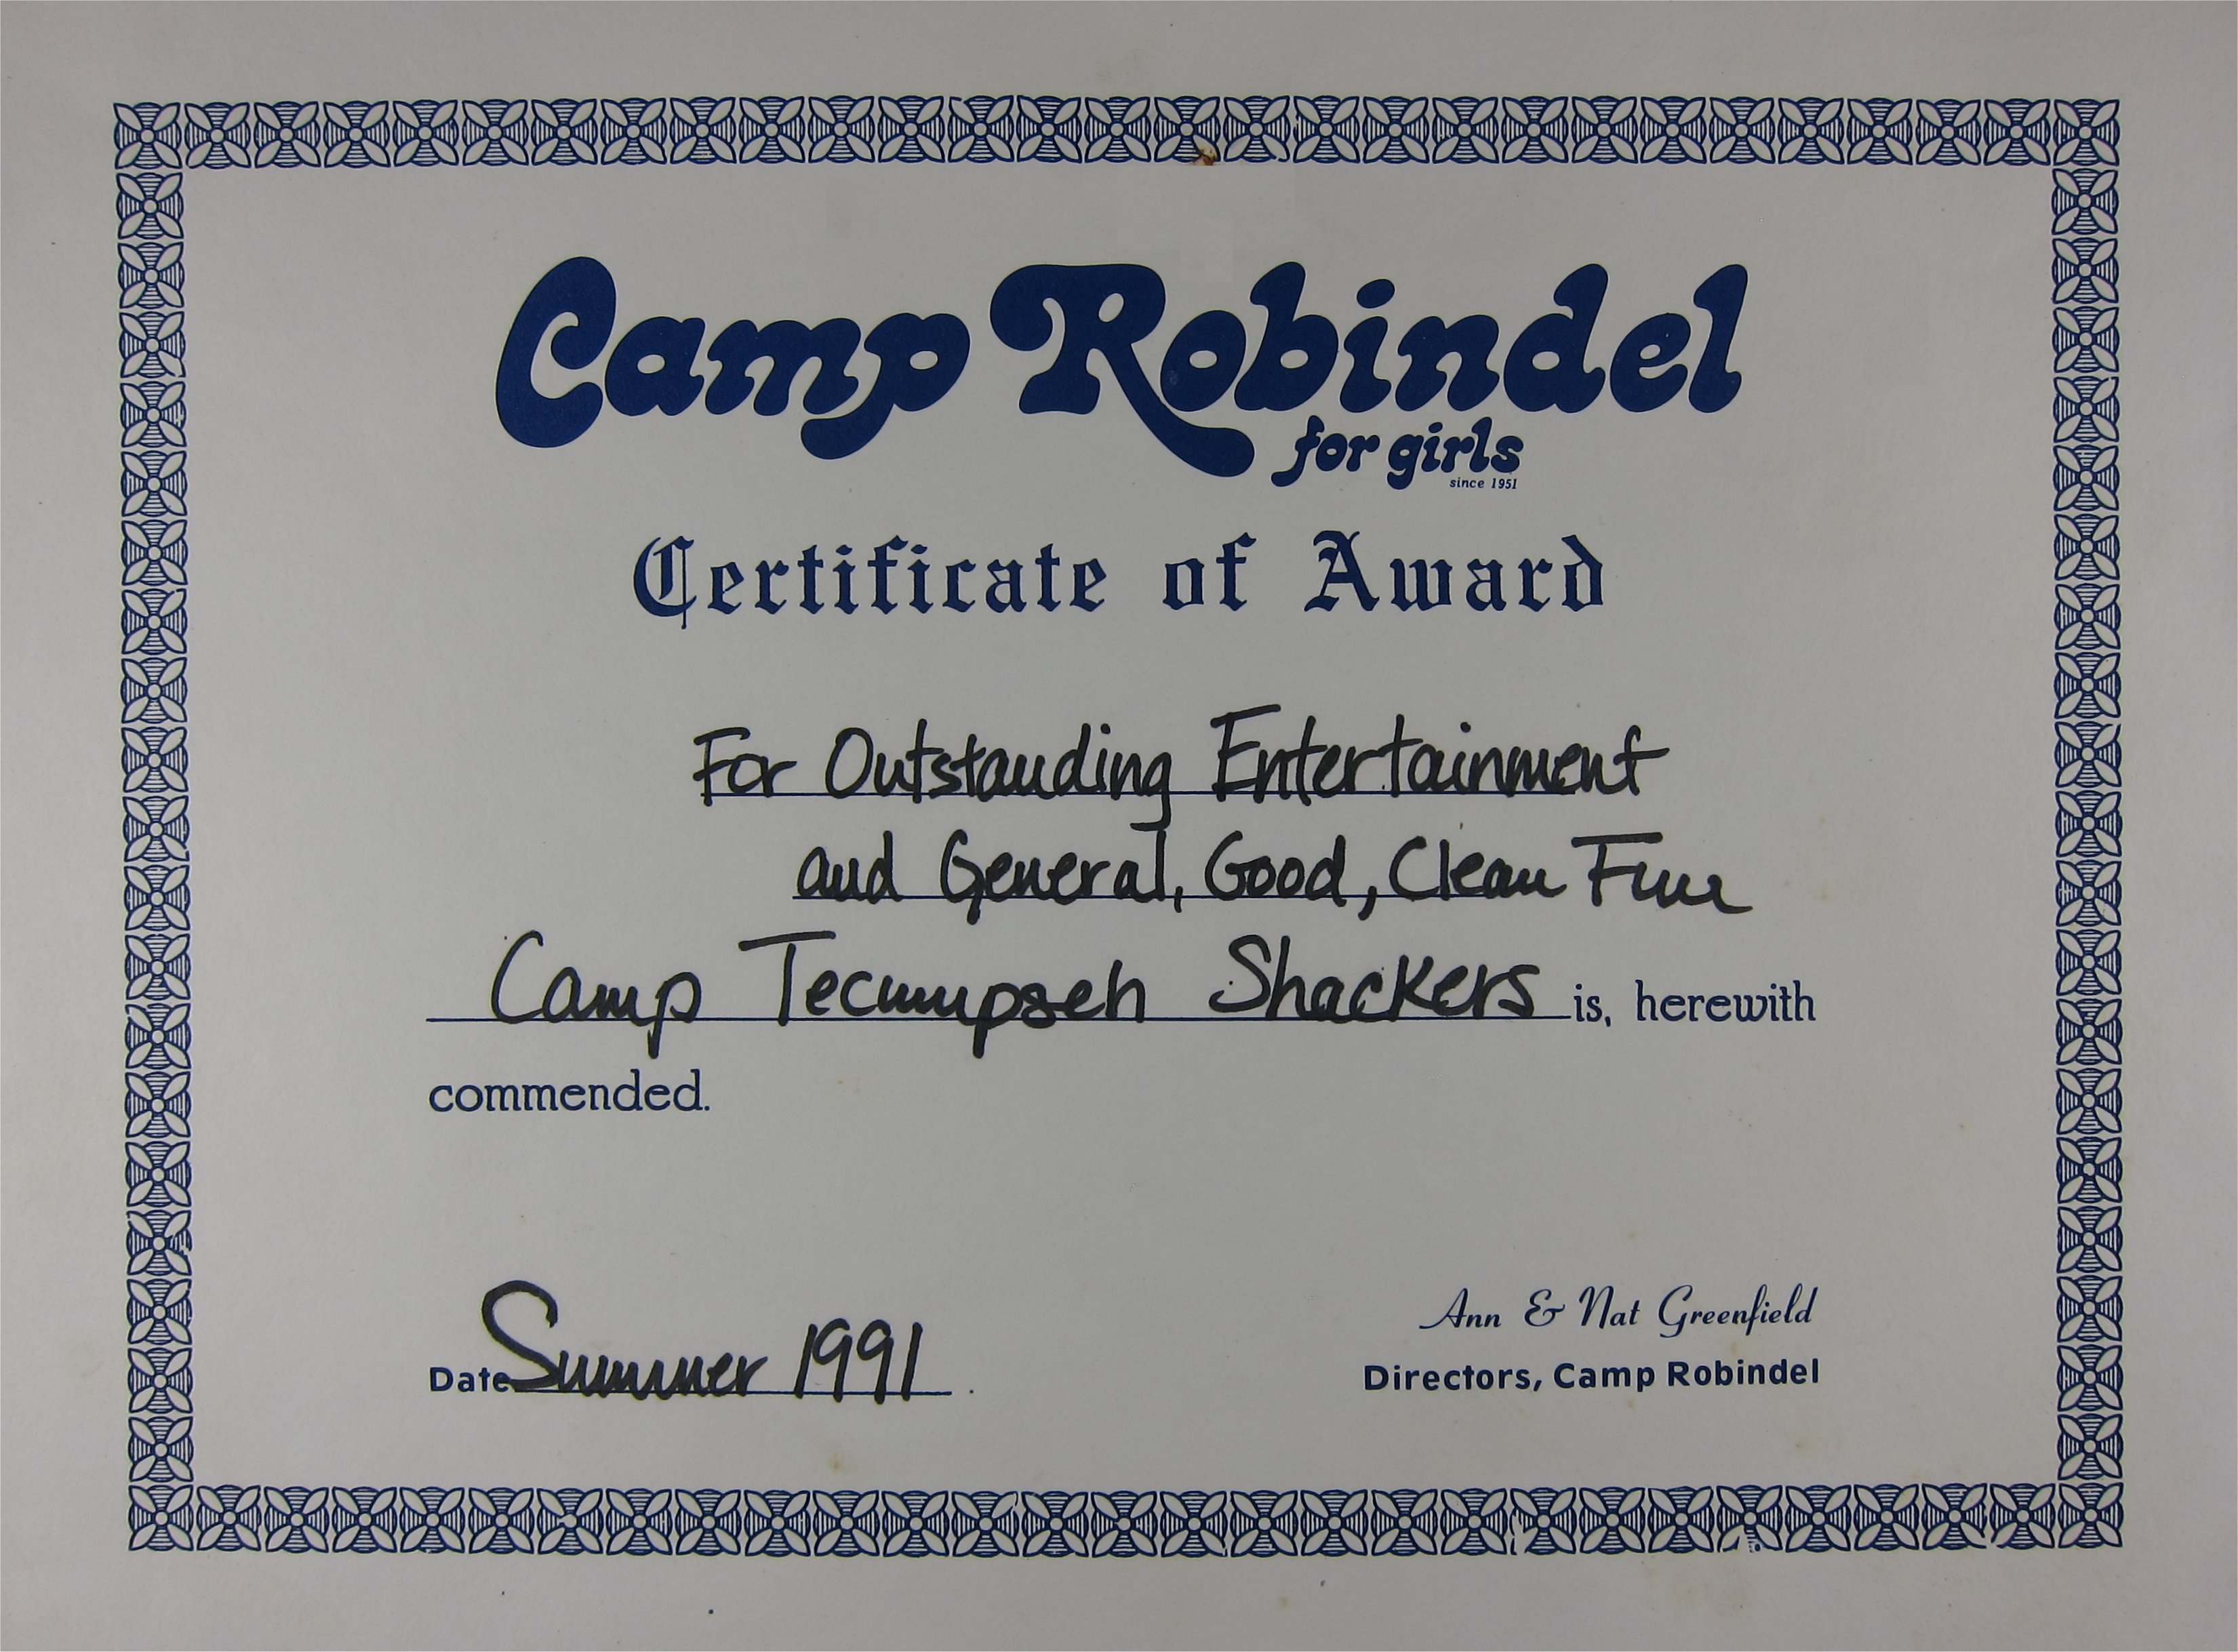 Camp Robindel
for girls
since 1951
Certificate of Award
For Outstanding Entertainment
and General, Good, Clean Fun
Camp Tecumpseh Shackers is, herewith
commended.
Date Summer 1991 .
Ann & Nat Greenfield
Directors, Camp Robindel